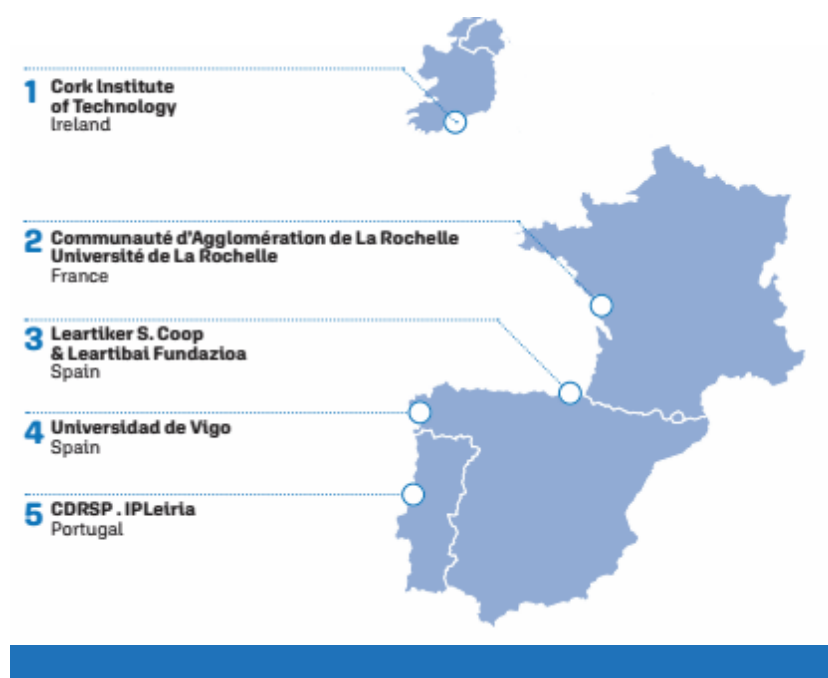 1 Cork Institute
of Technology
Ireland
2 Communauté d'Agglomération de La Rochelle
Université de La Rochelle
France
3 Leartiker S. Coop
& Leartibai Fundazioa
Spain
4 Universidad de Vigo
Spain
5 CDRSP . IPLeiria
Portugal